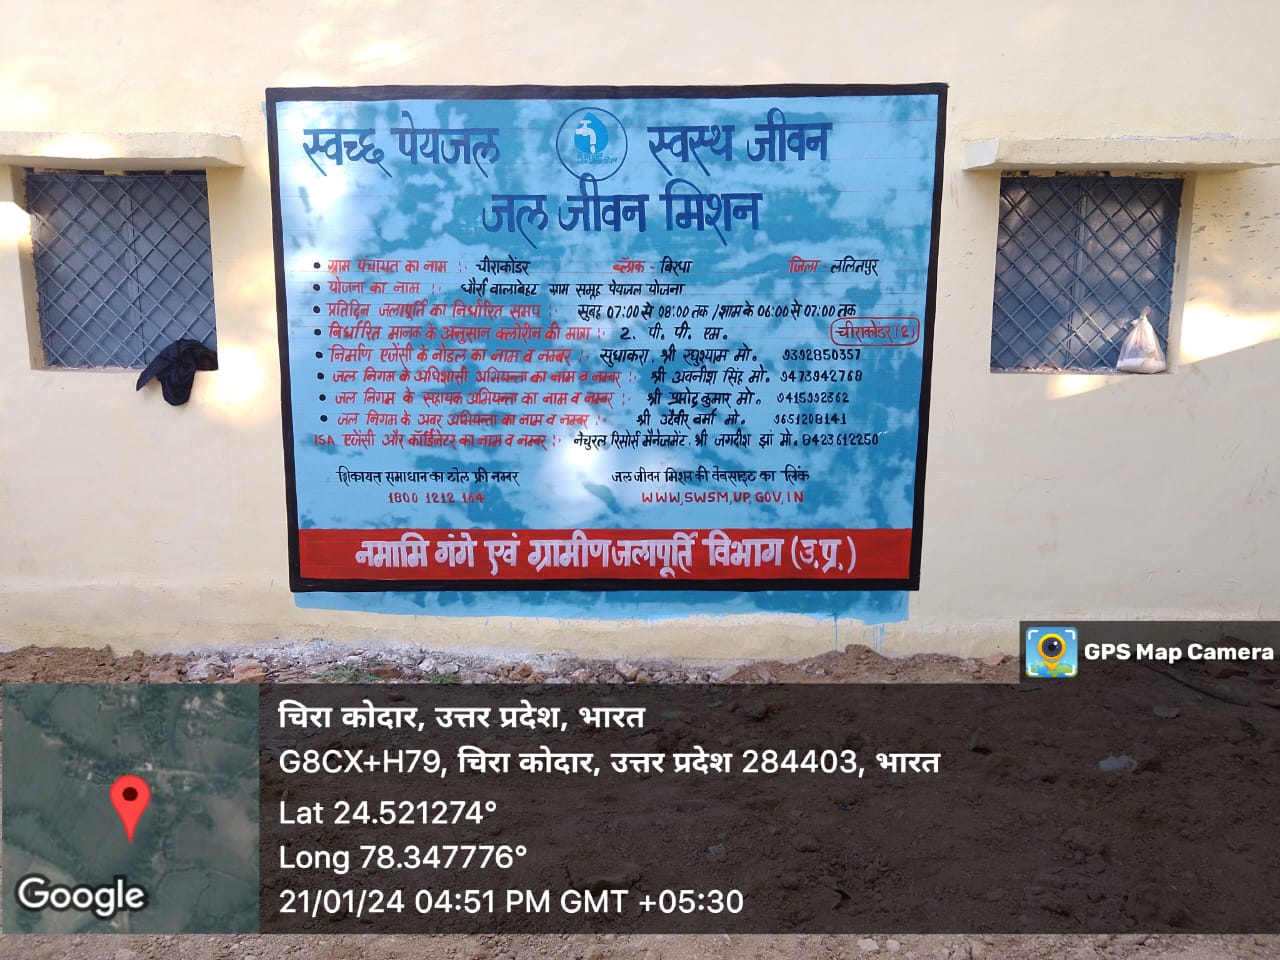 स्वच्छ पेयजल स्वस्थ जीवन
जल जीवन मिशन
• ग्राम पंचायत का नाम :- चीराकोंडर ब्लाक - बिरधा जिला - ललितपुर
• योजना का नाम :- धौर्रा बालाबेहट ग्राम समूह पेयजल योजना
• प्रतिदिन जलापूर्ति का निर्धारित समय :- सुबह 07:00 से 08:00 तक / शाम के 06:00 से 07:00 तक
• निर्धारित मानक के अनुसान क्लोरीन की मात्रा :- 2. पी. पी. एम. चीराकोंडर (2)
• निर्माण एजेंसी के नोडल का नाम व नम्बर :- सुधाकरा, श्री रघुश्याम मो. 9392850357
• जल निगम के अधिशासी अभियन्ता का नाम व नम्बर :- श्री अवनीश सिंह मो. 9473942768
• जल निगम के सहायक अभियन्ता का नाम व नम्बर :- श्री प्रमोद कुमार मो. 9415992362
• जल निगम के अवर अभियन्ता का नाम व नम्बर :- श्री उदैवीर वर्मा मो. 9651208141
ISA एजेंसी और कॉर्डिनेटर का नाम व नम्बर :- नेचुरल रिसोर्स मैनेजमेंट, श्री जगदीश झां मो. 8423612250
शिकायत समाधान का टोल फ्री नम्बर जल जीवन मिशन की वेबसाइट का लिंक
1800 1212 164 WWW,SWSM,UP,GOV,IN
नमामि गंगे एवं ग्रामीण जलापूर्ति विभाग (उ.प्र.)
GPS Map Camera
चिरा कोदार, उत्तर प्रदेश, भारत
G8CX+H79, चिरा कोदार, उत्तर प्रदेश 284403, भारत
Lat 24.521274°
Long 78.347776°
21/01/24 04:51 PM GMT +05:30
Google